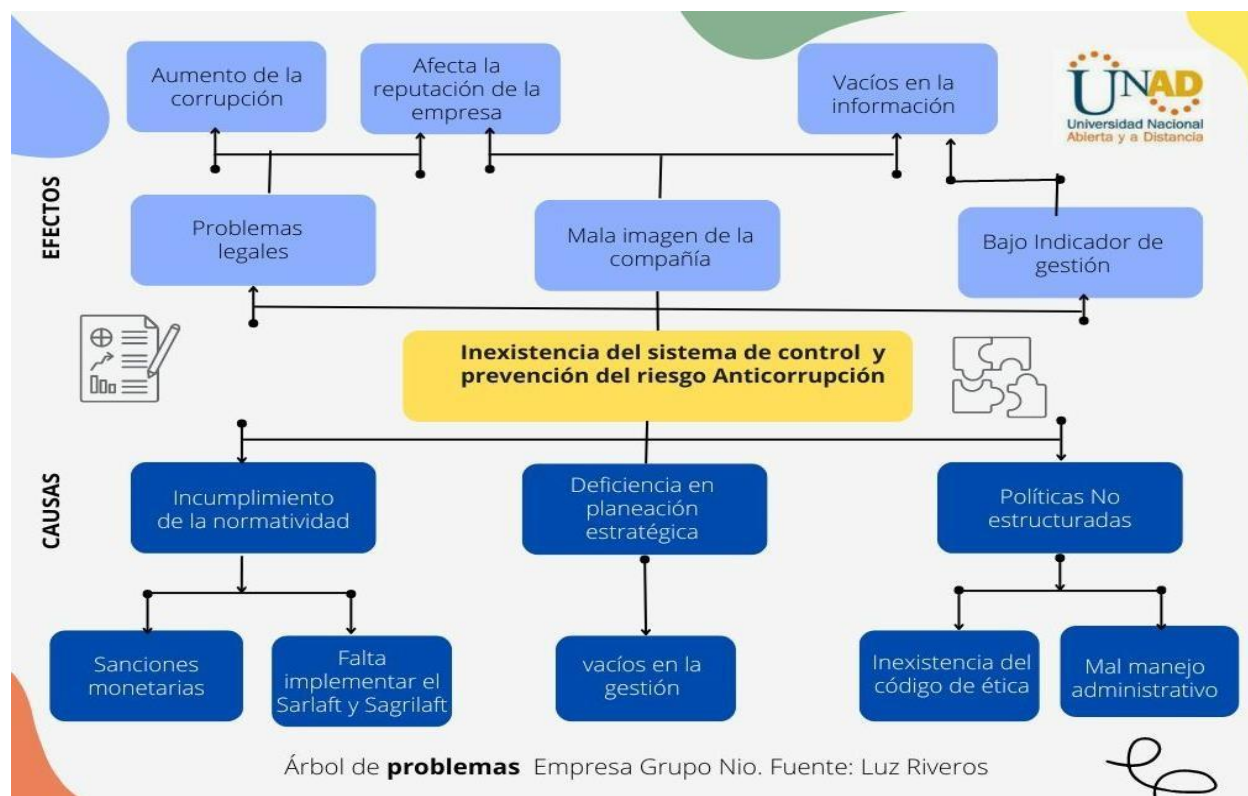 Aumento de la
corrupción
Afecta la
reputación de la
empresa
Vacíos en la
información
UNAD
Universidad Nacional
Abierta y a Distancia
EFECTOS
Problemas
legales
Mala imagen de la
compañía
Bajo Indicador de
gestión
Inexistencia del sistema de control y
prevención del riesgo Anticorrupción
CAUSAS
Incumplimiento
de la normatividad
Deficiencia en
planeación
estratégica
Políticas No
estructuradas
Sanciones
monetarias
Falta
implementar el
Sarlaft y Sagrilaft
vacíos en la
gestión
Inexistencia del
código de ética
Mal manejo
administrativo
Árbol de problemas Empresa Grupo Nio. Fuente: Luz Riveros